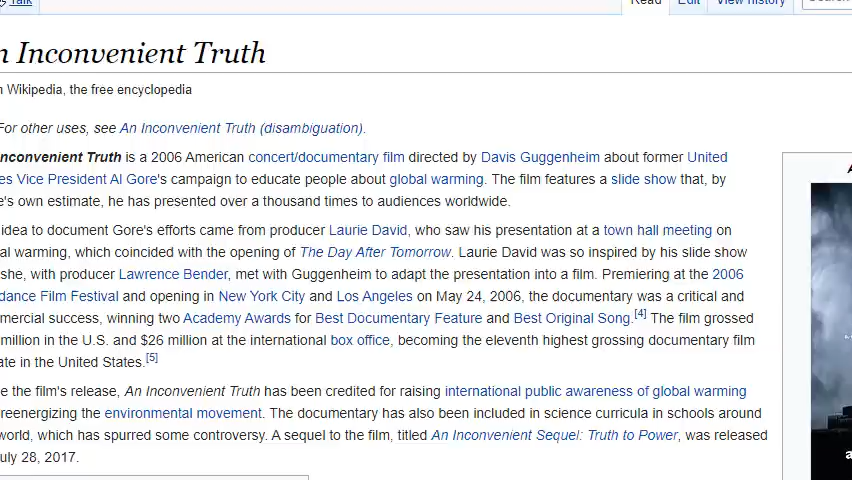 Talk
Read Edit View history
n Inconvenient Truth
Wikipedia, the free encyclopedia
For other uses, see An Inconvenient Truth (disambiguation).
nconvenient Truth is a 2006 American concert/documentary film directed by Davis Guggenheim about former United
es Vice President Al Gore's campaign to educate people about global warming. The film features a slide show that, by
e's own estimate, he has presented over a thousand times to audiences worldwide.
idea to document Gore's efforts came from producer Laurie David, who saw his presentation at a town hall meeting on
al warming, which coincided with the opening of The Day After Tomorrow. Laurie David was so inspired by his slide show
she, with producer Lawrence Bender, met with Guggenheim to adapt the presentation into a film. Premiering at the 2006
dance Film Festival and opening in New York City and Los Angeles on May 24, 2006, the documentary was a critical and
mercial success, winning two Academy Awards for Best Documentary Feature and Best Original Song.[4] The film grossed
million in the U.S. and $26 million at the international box office, becoming the eleventh highest grossing documentary film
ate in the United States.[5]
e the film's release, An Inconvenient Truth has been credited for raising international public awareness of global warming
reenergizing the environmental movement. The documentary has also been included in science curricula in schools around
world, which has spurred some controversy. A sequel to the film, titled An Inconvenient Sequel: Truth to Power, was released
uly 28, 2017.